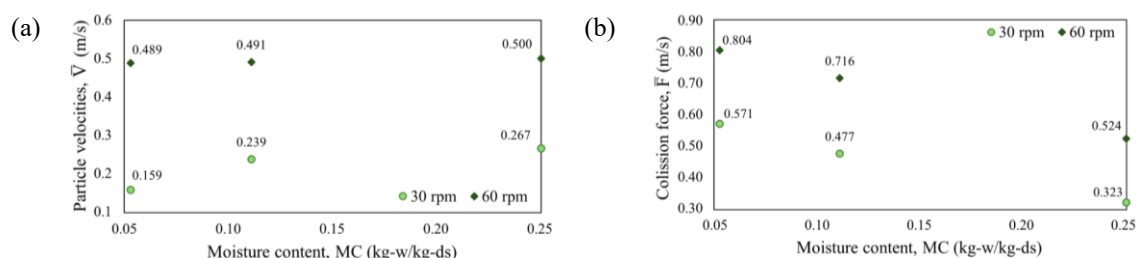 (a)
Particle velocities, V̅ (m/s)
0.6
0.5
0.4
0.3
0.2
0.1
0.489
0.491
0.500
0.159
0.239
0.267
30 rpm 60 rpm
0.05 0.10 0.15 0.20 0.25
Moisture content, MC (kg-w/kg-ds)
(b)
Colission force, F̅ (m/s)
0.90
0.80
0.70
0.60
0.50
0.40
0.30
30 rpm 60 rpm
0.804
0.716
0.524
0.571
0.477
0.323
0.05 0.10 0.15 0.20 0.25
Moisture content, MC (kg-w/kg-ds)